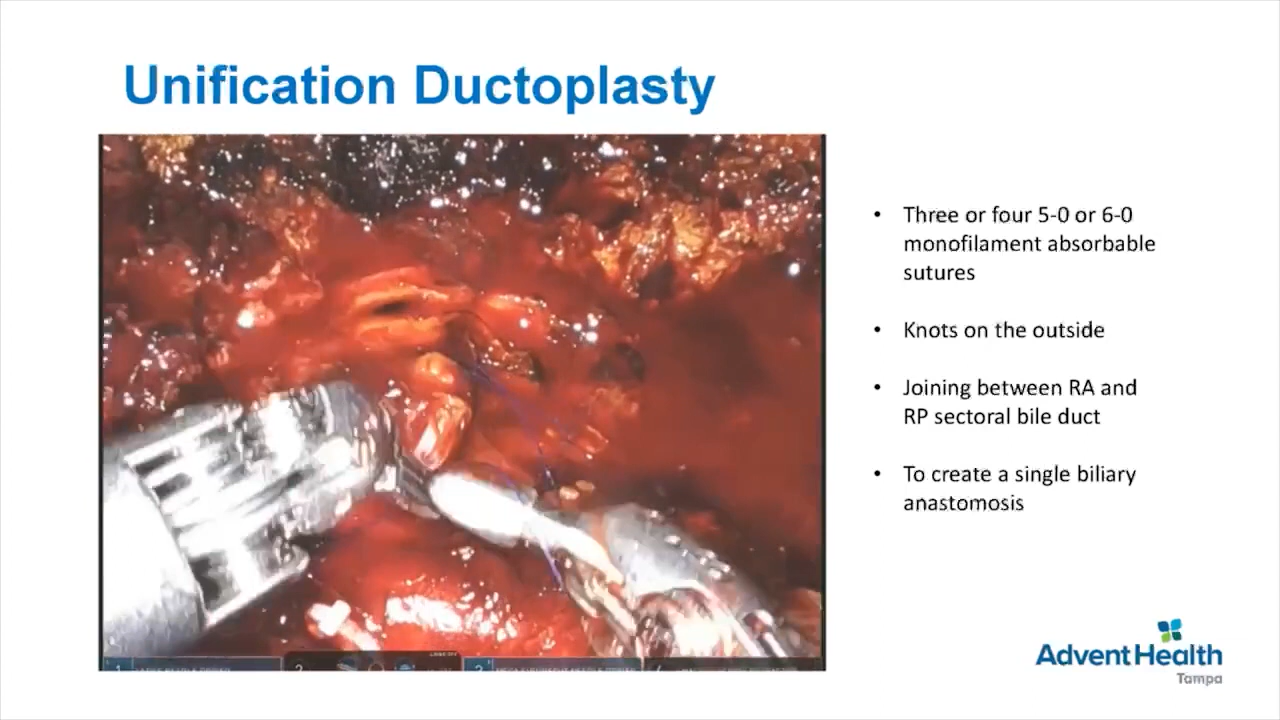 Unification Ductoplasty
• Three or four 5-0 or 6-0
monofilament absorbable
sutures
• Knots on the outside
• Joining between RA and
RP sectoral bile duct
• To create a single biliary
anastomosis
AdventHealth
Tampa